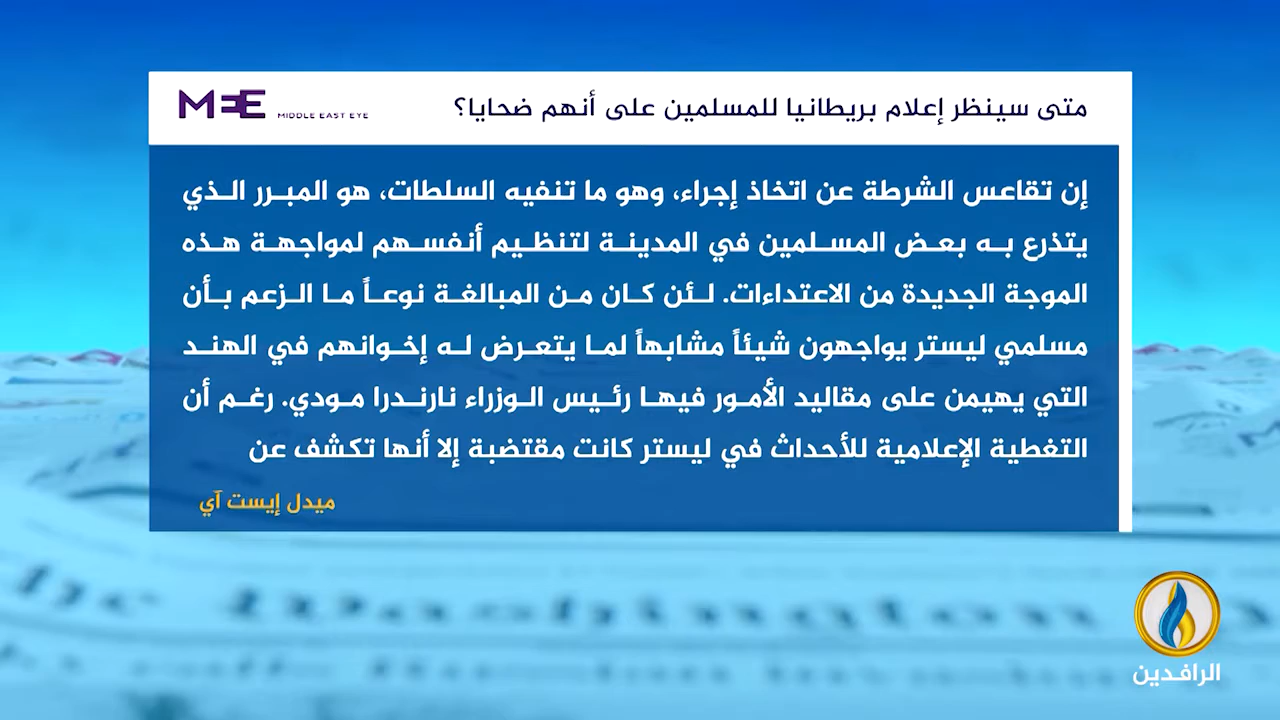 متى سينظر إعلام بريطانيا للمسلمين على أنهم ضحايا؟
MEE MIDDLE EAST EYE
إن تقاعس الشرطة عن اتخاذ إجراء، وهو ما تنفيه السلطات، هو المبرر الذي
يتذرع به بعض المسلمين في المدينة لتنظيم أنفسهم لمواجهة هذه
الموجة الجديدة من الاعتداءات. لئن كان من المبالغة نوعاً ما الزعم بأن
مسلمي ليستر يواجهون شيئاً مشابهاً لما يتعرض له إخوانهم في الهند
التي يهيمن على مقاليد الأمور فيها رئيس الوزراء نارندرا مودي. رغم أن
التغطية الإعلامية للأحداث في ليستر كانت مقتضبة إلا أنها تكشف عن
ميدل إيست آي
الرافدين